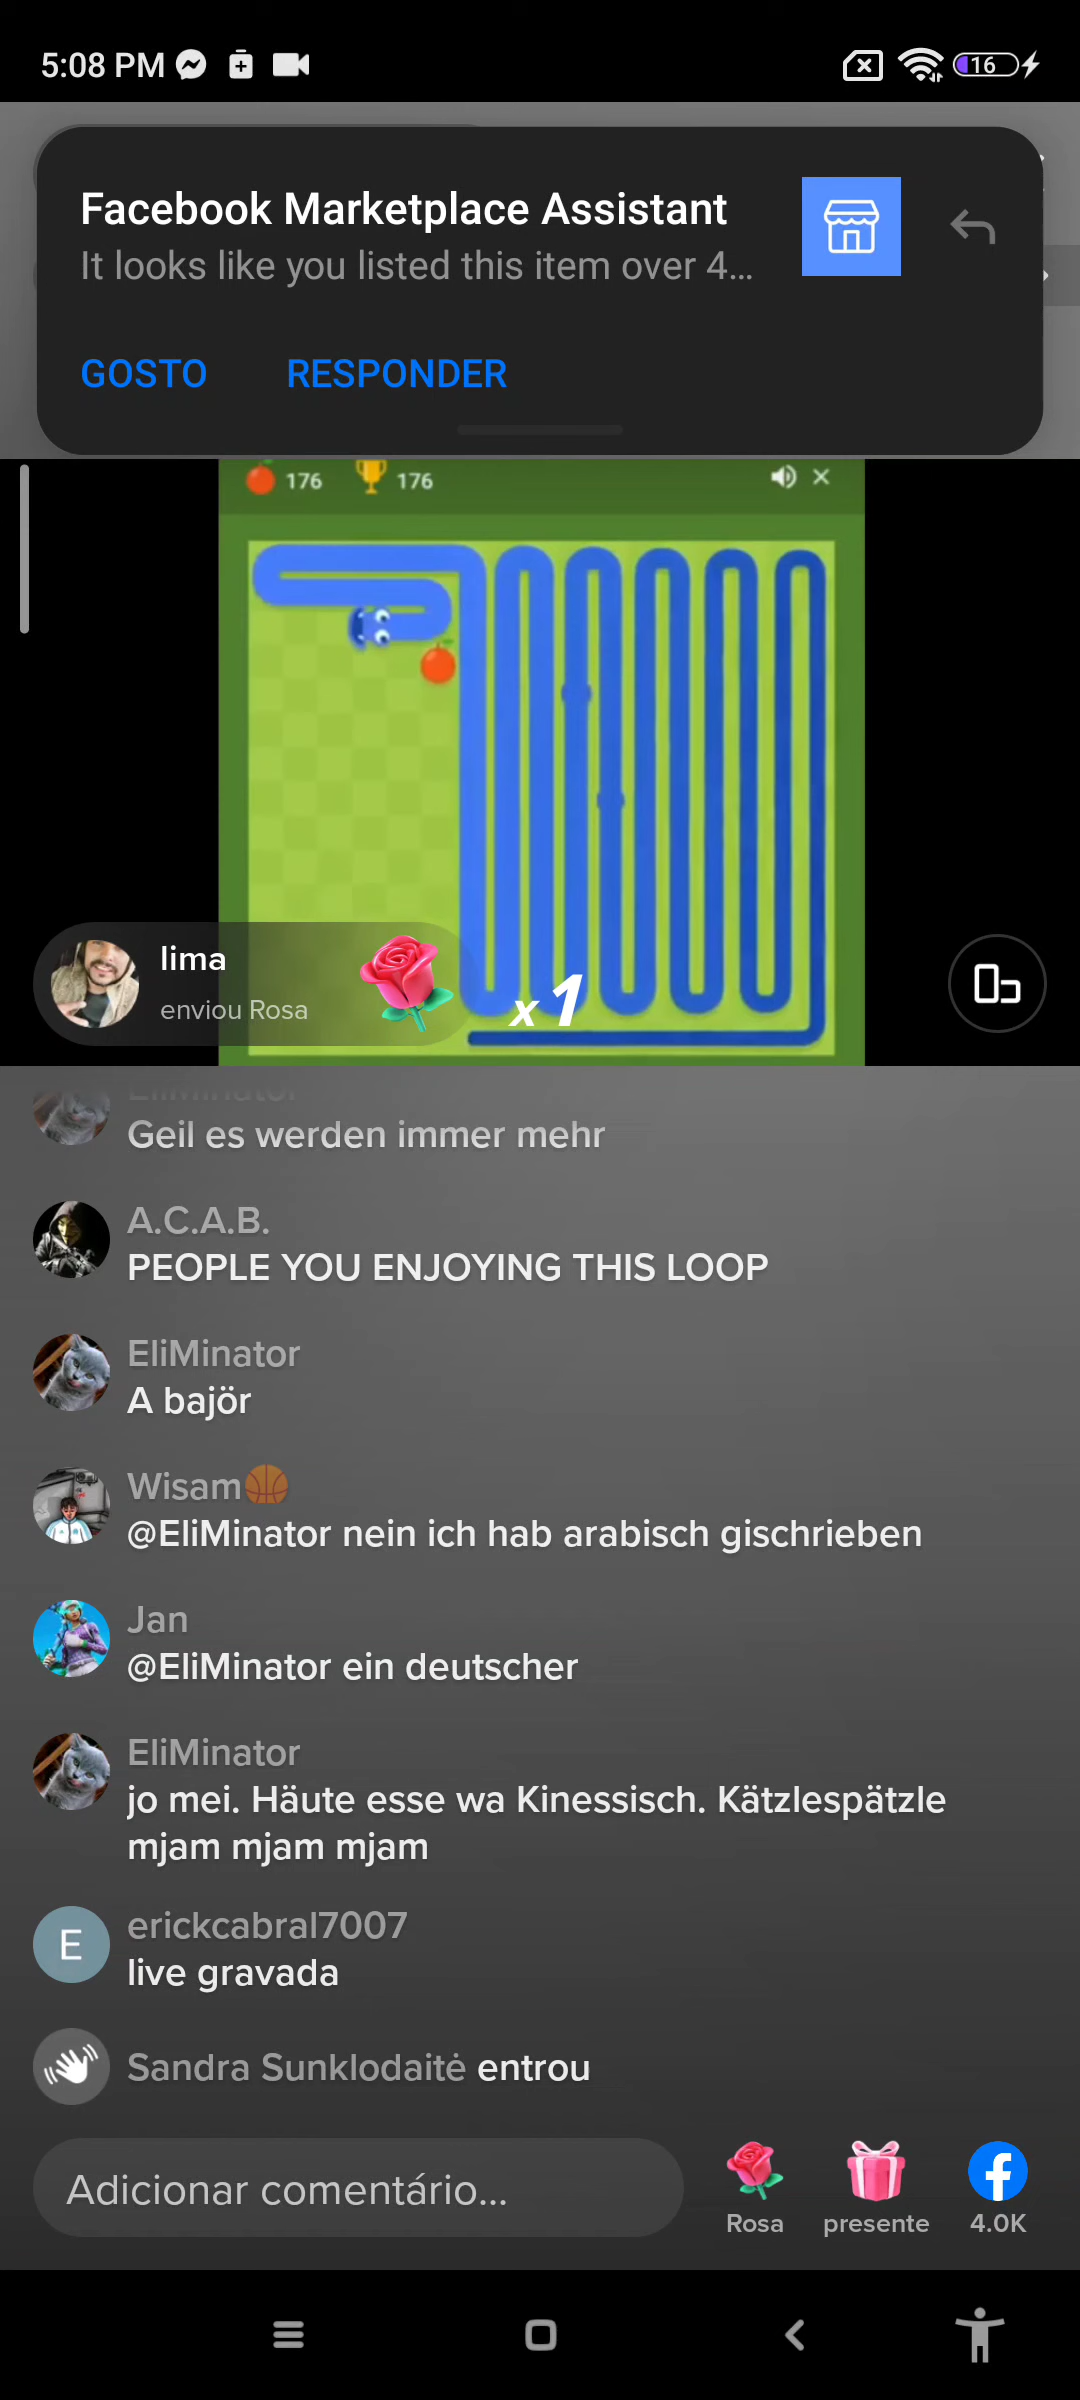 5:08 PM
16
Facebook Marketplace Assistant
It looks like you listed this item over 4...
GOSTO RESPONDER
176 176
lima
enviou Rosa
x1
EliMinator
Geil es werden immer mehr
A.C.A.B.
PEOPLE YOU ENJOYING THIS LOOP
EliMinator
A bajör
Wisam🏀
@EliMinator nein ich hab arabisch gischrieben
Jan
@EliMinator ein deutscher
EliMinator
jo mei. Häute esse wa Kinessisch. Kätzlespätzle
mjam mjam mjam
E
erickcabral7007
live gravada
Sandra Sunklodaitė entrou
Adicionar comentário...
Rosa presente 4.0K